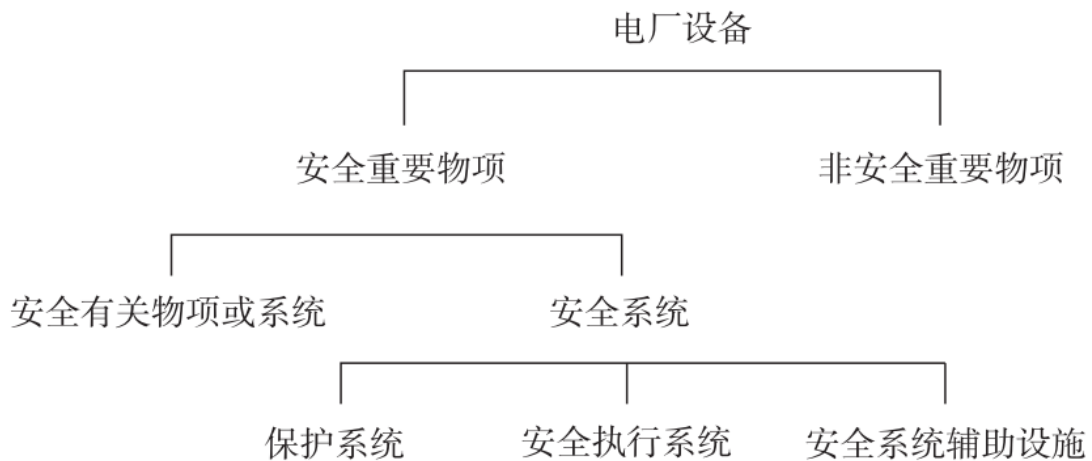 电厂设备
安全重要物项
非安全重要物项
安全有关物项或系统
安全系统
保护系统
安全执行系统
安全系统辅助设施